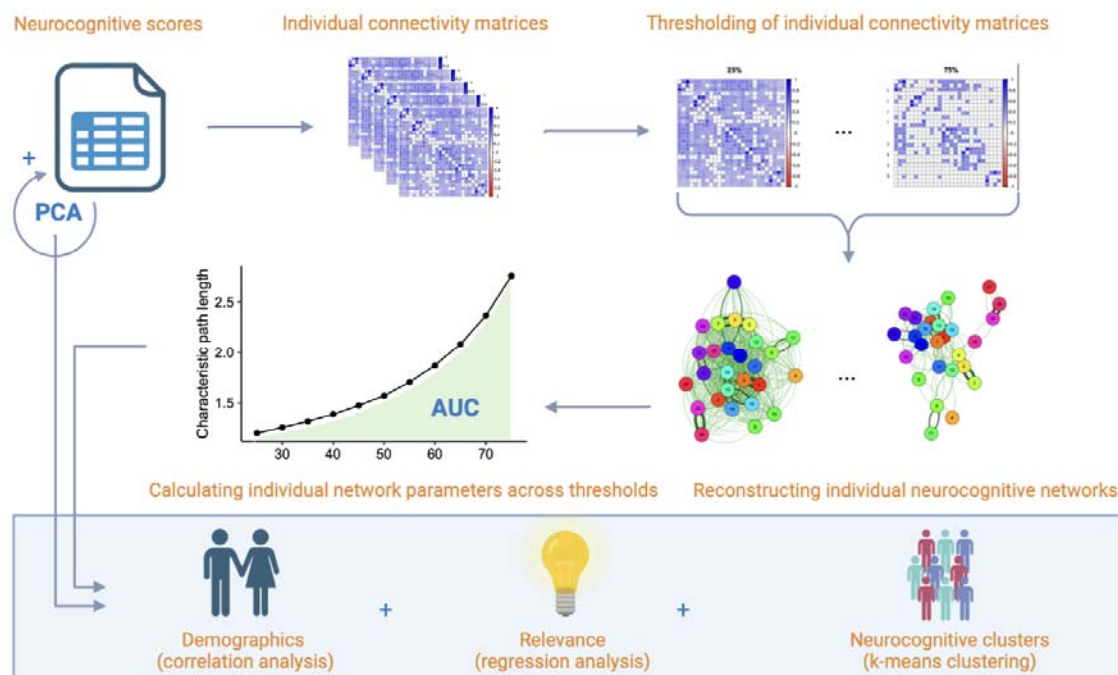 Neurocognitive scores
Individual connectivity matrices
Thresholding of individual connectivity matrices
25%
75%
+
PCA
...
Characteristic path length
2.5
2.0
1.5
AUC
30 40 50 60 70
...
Calculating individual network parameters across thresholds
Reconstructing individual neurocognitive networks
+
+
Demographics
(correlation analysis)
Relevance
(regression analysis)
Neurocognitive clusters
(k-means clustering)